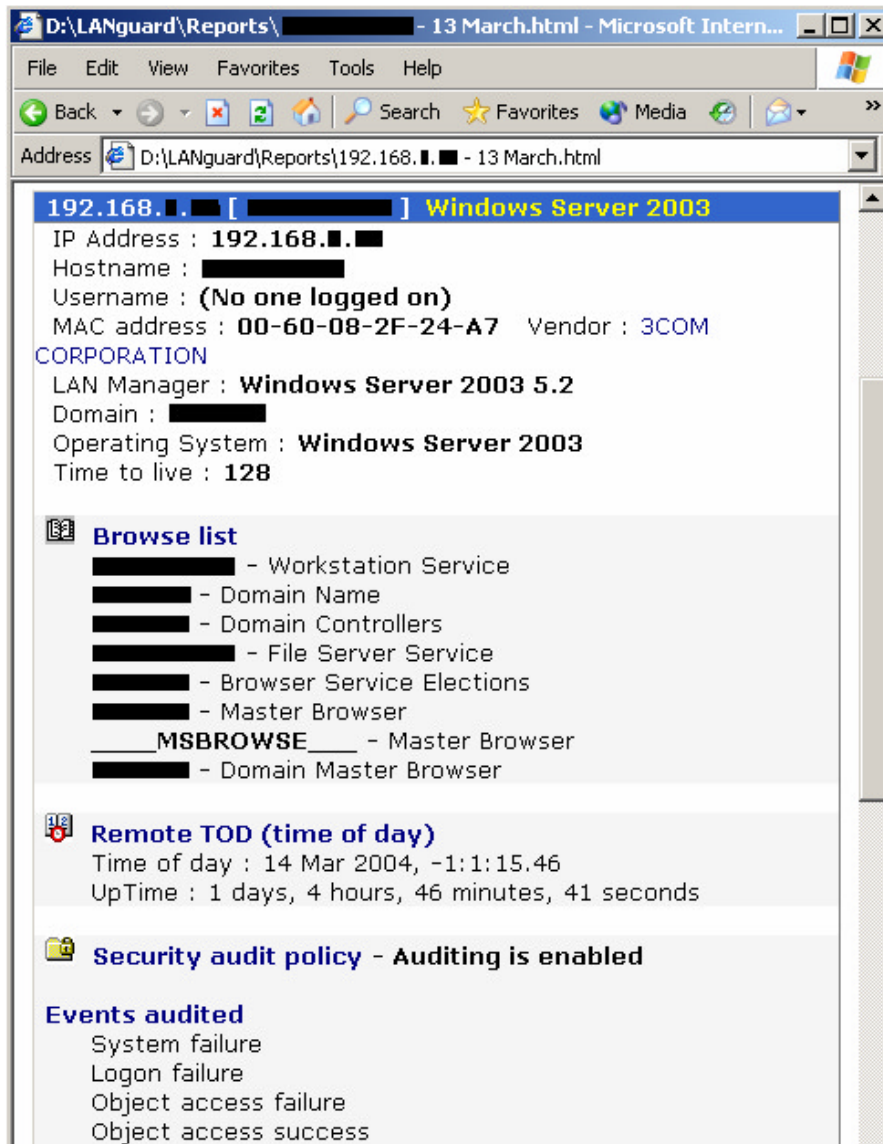 D:\LANguard\Reports\ - 13 March.html - Microsoft Intern...
File Edit View Favorites Tools Help
Back Search Favorites Media »
Address D:\LANguard\Reports\192.168. . - 13 March.html
192.168. . [ ] Windows Server 2003
IP Address : 192.168. .
Hostname :
Username : (No one logged on)
MAC address : 00-60-08-2F-24-A7 Vendor : 3COM
CORPORATION
LAN Manager : Windows Server 2003 5.2
Domain :
Operating System : Windows Server 2003
Time to live : 128
Browse list
- Workstation Service
- Domain Name
- Domain Controllers
- File Server Service
- Browser Service Elections
- Master Browser
_____MSBROWSE___ - Master Browser
- Domain Master Browser
Remote TOD (time of day)
Time of day : 14 Mar 2004, -1:1:15.46
UpTime : 1 days, 4 hours, 46 minutes, 41 seconds
Security audit policy - Auditing is enabled
Events audited
System failure
Logon failure
Object access failure
Object access success